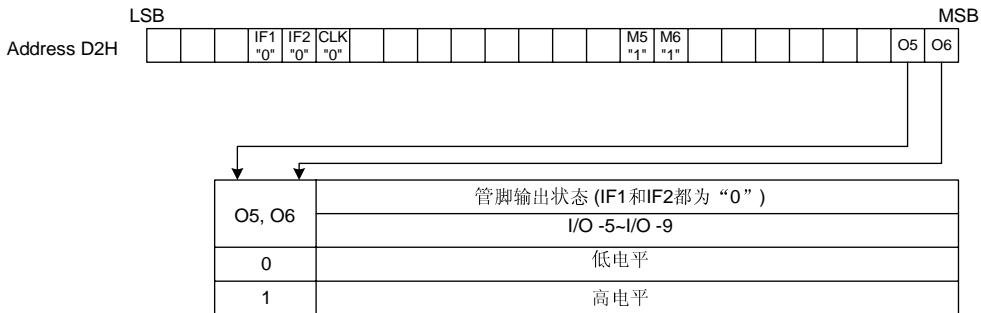 LSB MSB
Address D2H IF1 "0" IF2 "0" CLK "0" M5 "1" M6 "1" O5 O6
O5, O6
管脚输出状态 (IF1和IF2都为“0”)
I/O -5~I/O -9
0 低电平
1 高电平